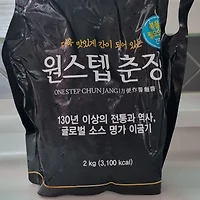 더욱 맛있게 간이 되어 있는
원스텝 춘장
ONE STEP CHUN JANG
130년 이상의 전통과 역사,
글로벌 소스 명가 이금기
2 kg (3,100 kcal)